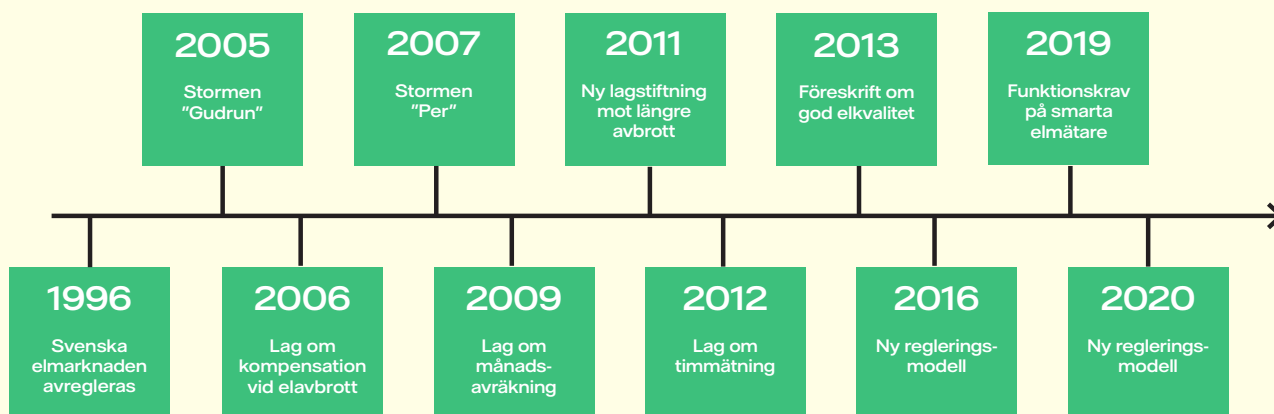 2005
Stormen
"Gudrun"
2007
Stormen
"Per"
2011
Ny lagstiftning
mot längre
avbrott
2013
Föreskrift om
god elkvalitet
2019
Funktionskrav
på smarta
elmätare
1996
Svenska
elmarknaden
avregleras
2006
Lag om
kompensation
vid elavbrott
2009
Lag om
månads-
avräkning
2012
Lag om
timmätning
2016
Ny reglerings-
modell
2020
Ny reglerings-
modell